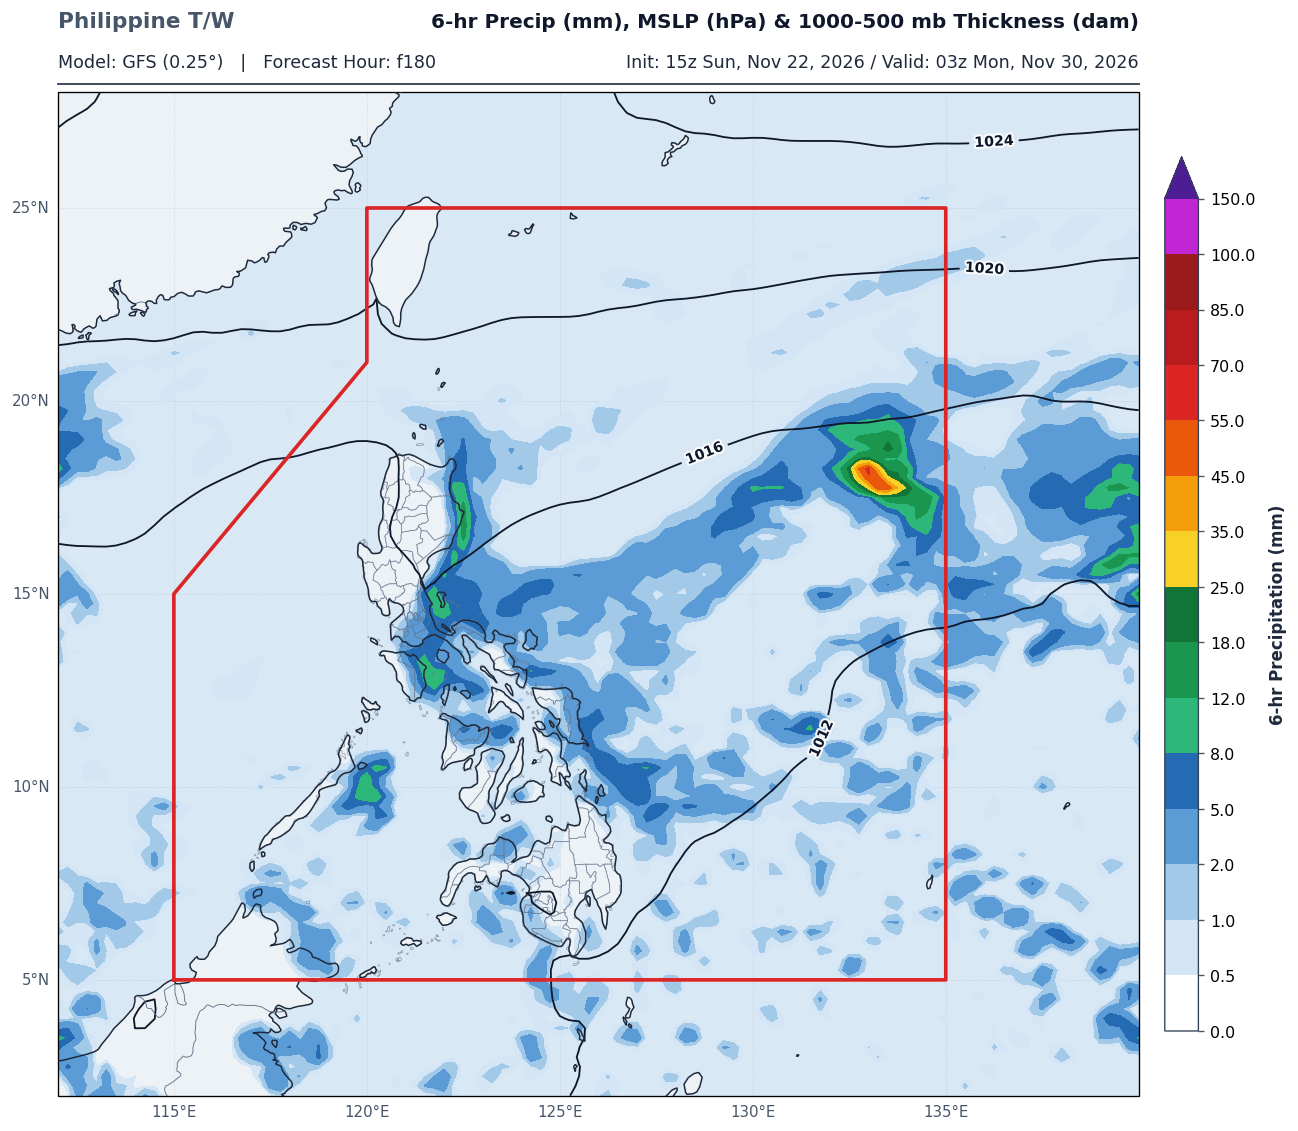 Philippine T/W
6-hr Precip (mm), MSLP (hPa) & 1000-500 mb Thickness (dam)
Model: GFS (0.25°) | Forecast Hour: f180
Init: 15z Sun, Nov 22, 2026 / Valid: 03z Mon, Nov 30, 2026
1024
1020
1016
1012
25°N
20°N
15°N
10°N
5°N
115°E
120°E
125°E
130°E
135°E
150.0
100.0
85.0
70.0
55.0
45.0
35.0
25.0
18.0
12.0
8.0
5.0
2.0
1.0
0.5
0.0
6-hr Precipitation (mm)